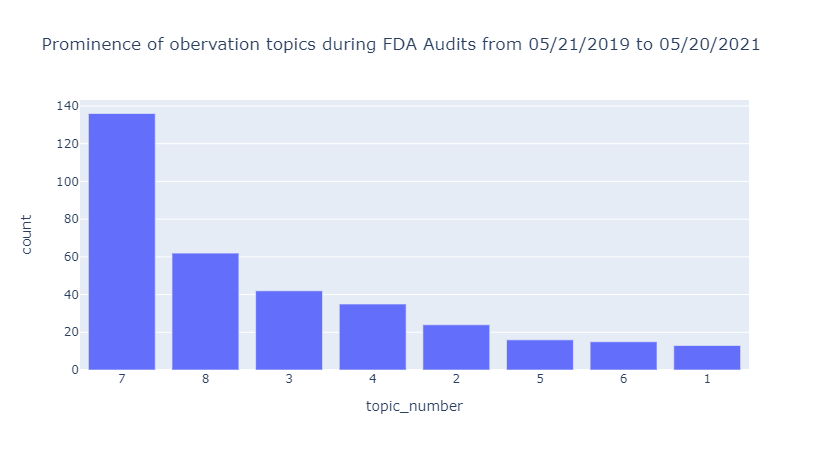 Prominence of obervation topics during FDA Audits from 05/21/2019 to 05/20/2021
140
120
100
80
60
40
20
0
count
7 8 3 4 2 5 6 1
topic_number